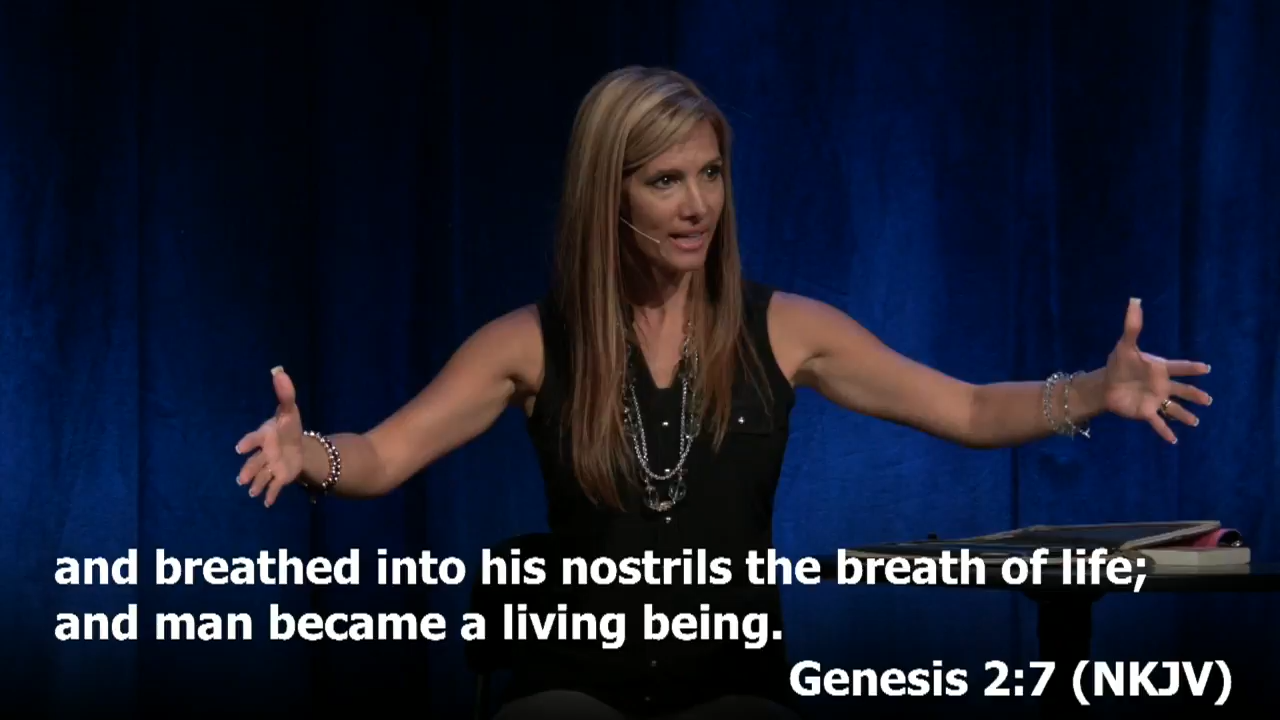 and breathed into his nostrils the breath of life;
and man became a living being.
Genesis 2:7 (NKJV)